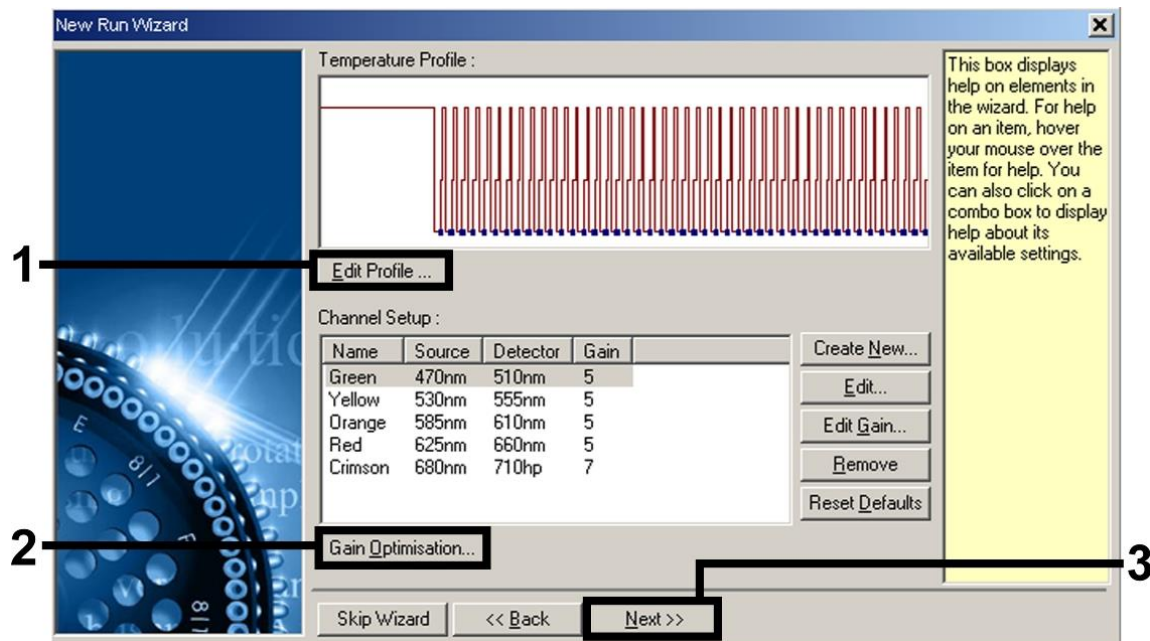 New Run Wizard
Temperature Profile :
This box displays
help on elements in
the wizard. For help
on an item, hover
your mouse over the
item for help. You
can also click on a
combo box to display
help about its
available settings.
1
Edit Profile ...
Channel Setup :
Name Source Detector Gain
Green 470nm 510nm 5
Yellow 530nm 555nm 5
Orange 585nm 610nm 5
Red 625nm 660nm 5
Crimson 680nm 710hp 7
Create New...
Edit...
Edit Gain...
Remove
Reset Defaults
2
Gain Optimisation...
3
Skip Wizard
<< Back
Next >>